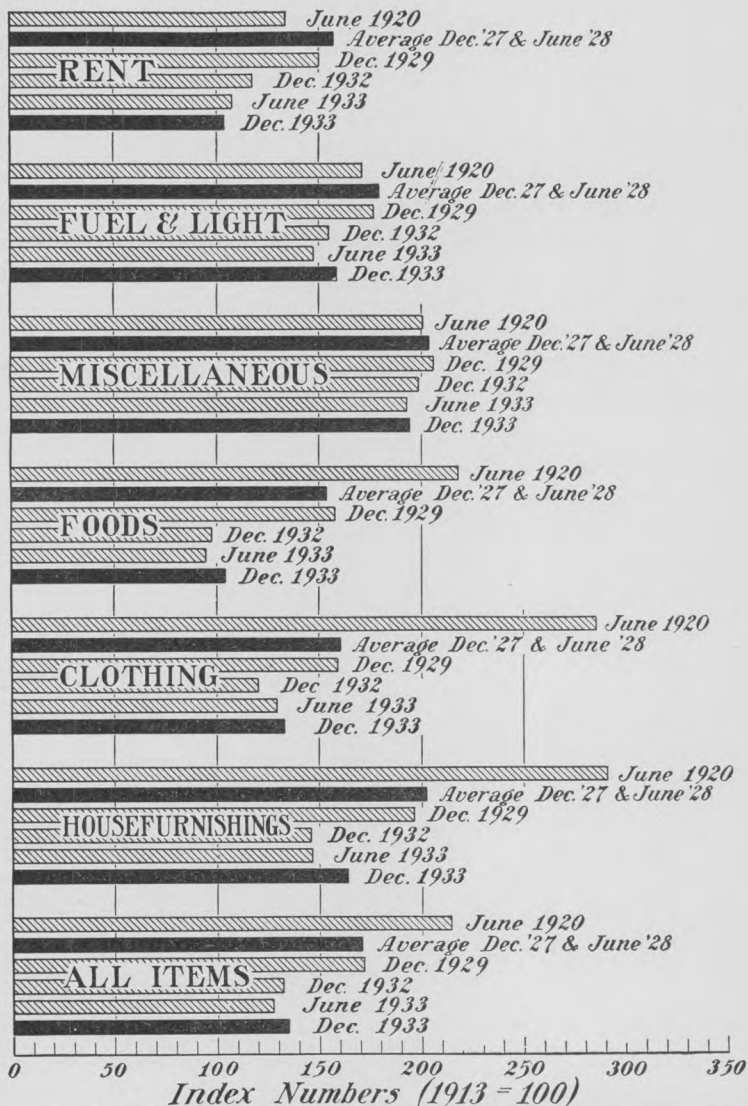 June 1920
Average Dec.'27 & June'28
Dec. 1929
RENT
Dec. 1932
June 1933
Dec. 1933
June 1920
Average Dec.'27 & June'28
Dec. 1929
FUEL & LIGHT
Dec. 1932
June 1933
Dec. 1933
June 1920
Average Dec.'27 & June'28
Dec. 1929
MISCELLANEOUS
Dec. 1932
June 1933
Dec. 1933
June 1920
Average Dec.'27 & June'28
Dec. 1929
FOODS
Dec. 1932
June 1933
Dec. 1933
June 1920
Average Dec.'27 & June '28
Dec. 1929
CLOTHING
Dec 1932
June 1933
Dec. 1933
June 1920
Average Dec.'27 & June'28
Dec. 1929
HOUSEFURNISHINGS
Dec. 1932
June 1933
Dec. 1933
June 1920
Average Dec.'27 & June'28
Dec. 1929
ALL ITEMS
Dec. 1932
June 1933
Dec. 1933
0 50 100 150 200 250 300 350
Index Numbers (1913=100)